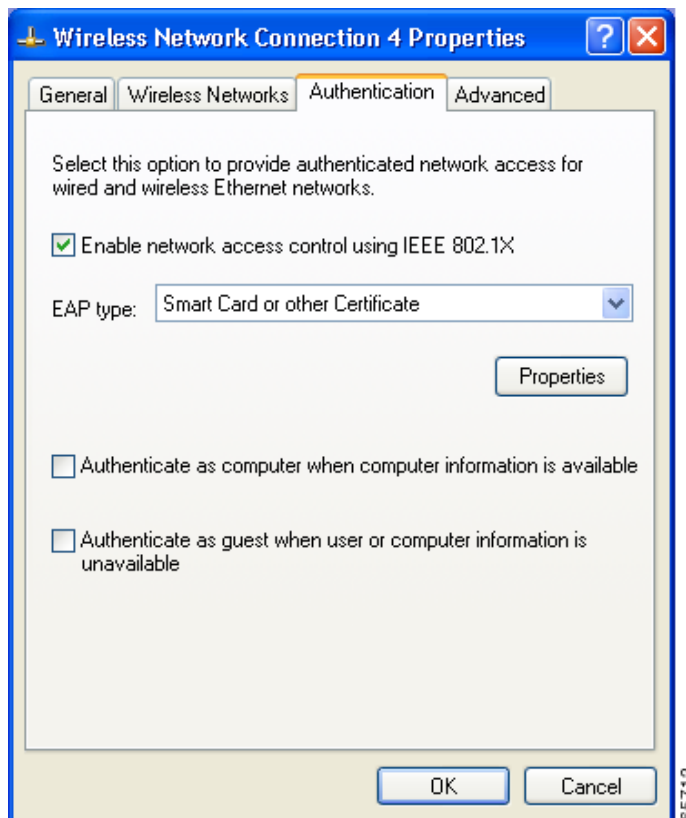 Wireless Network Connection 4 Properties
General
Wireless Networks
Authentication
Advanced
Select this option to provide authenticated network access for
wired and wireless Ethernet networks.
Enable network access control using IEEE 802.1X
EAP type:
Smart Card or other Certificate
Properties
Authenticate as computer when computer information is available
Authenticate as guest when user or computer information is
unavailable
OK
Cancel